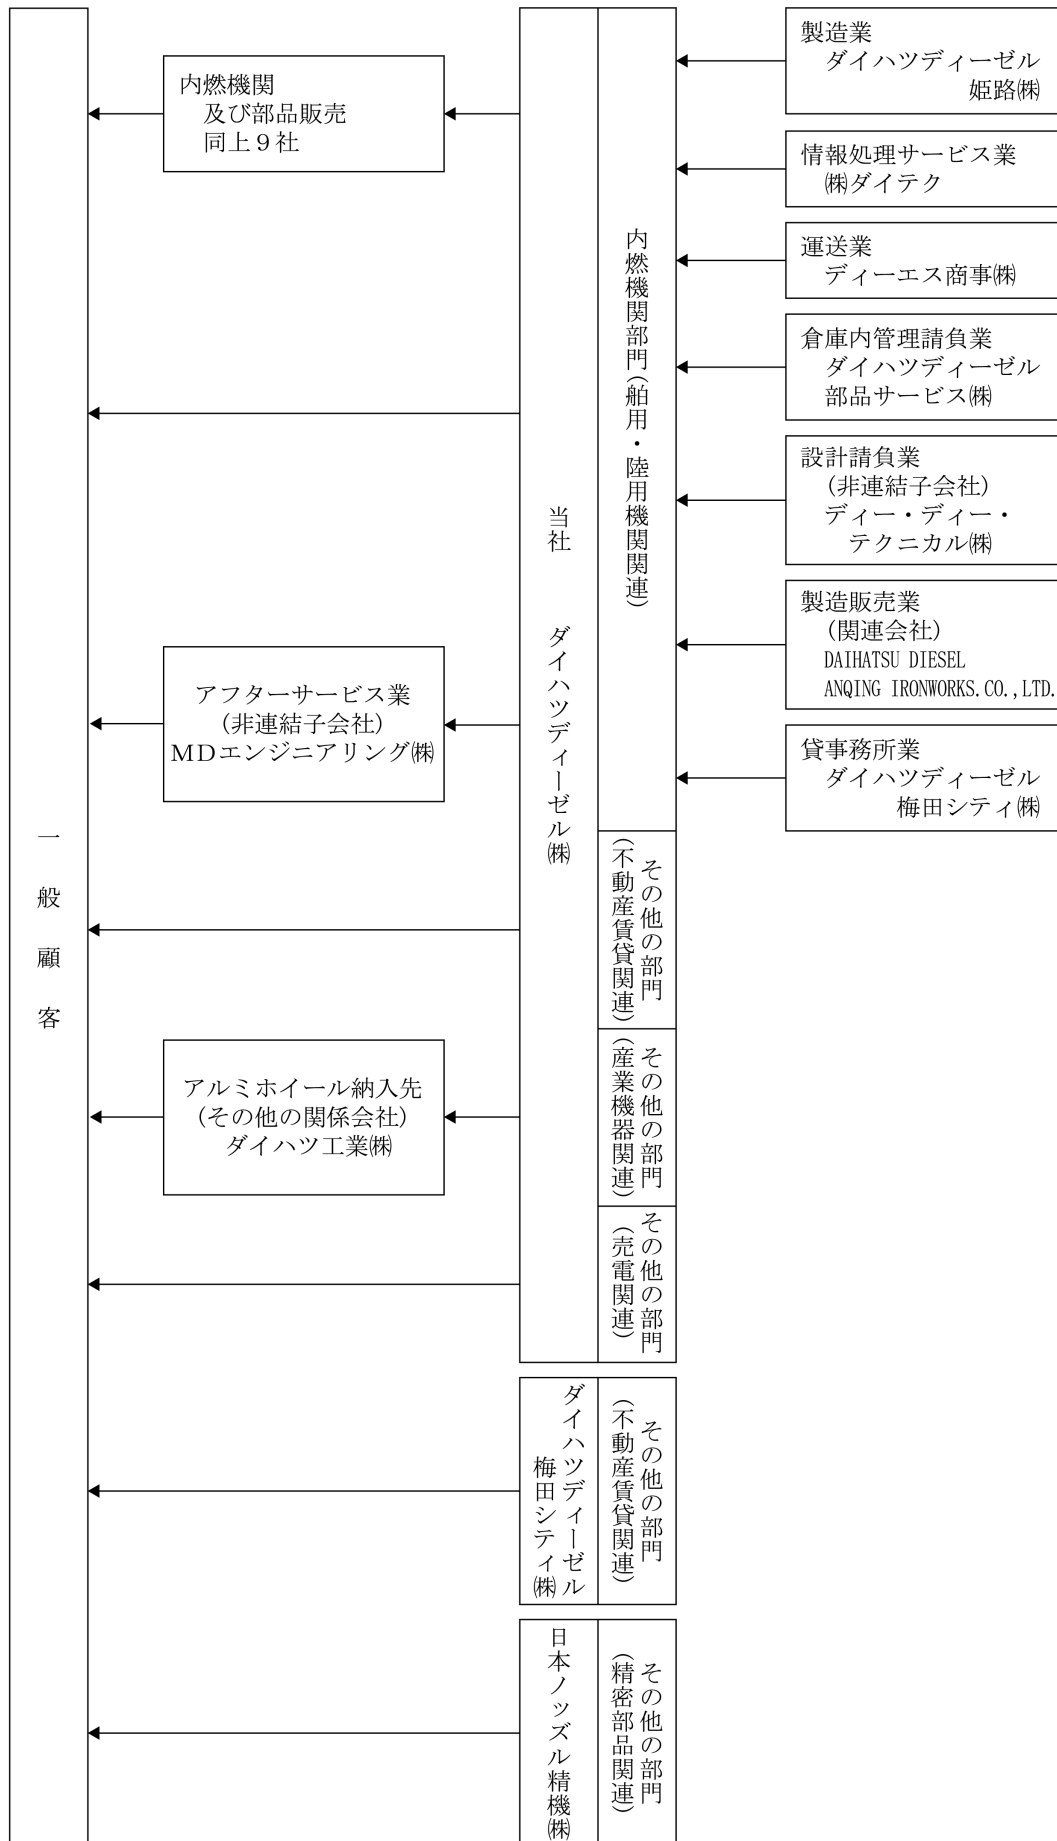 一般顧客
内燃機関
及び部品販売
同上９社
アフターサービス業
(非連結子会社)
ＭＤエンジニアリング㈱
アルミホイール納入先
(その他の関係会社)
ダイハツ工業㈱
当社　ダイハツディーゼル㈱
内燃機関部門(舶用・陸用機関関連)
その他の部門
(不動産賃貸関連)
その他の部門
(産業機器関連)
その他の部門
(売電関連)
ダイハツディーゼル
梅田シティ㈱
その他の部門
(不動産賃貸関連)
日本ノッズル精機㈱
その他の部門
(精密部品関連)
製造業
ダイハツディーゼル
姫路㈱
情報処理サービス業
㈱ダイテク
運送業
ディーエス商事㈱
倉庫内管理請負業
ダイハツディーゼル
部品サービス㈱
設計請負業
(非連結子会社)
ディー・ディー・
テクニカル㈱
製造販売業
(関連会社)
DAIHATSU DIESEL
ANQING IRONWORKS.CO.,LTD.
貸事務所業
ダイハツディーゼル
梅田シティ㈱